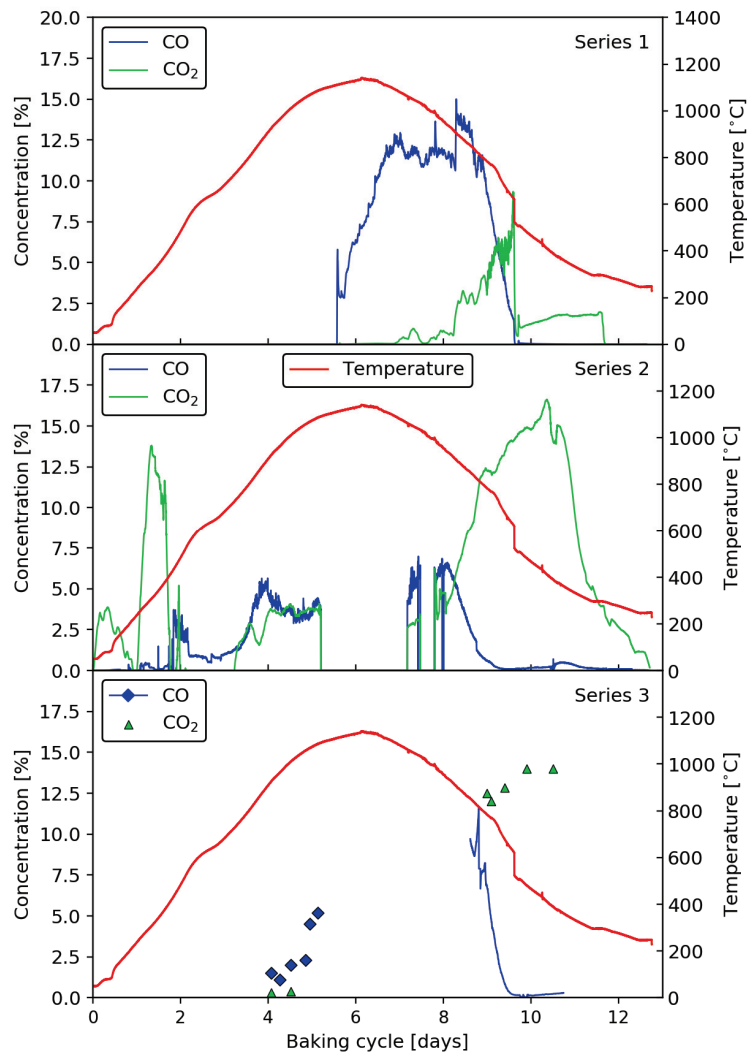 20.0
17.5
15.0
12.5
10.0
7.5
5.0
2.5
0.0
Concentration [%]
CO
CO₂
Series 1
1400
1200
1000
800
600
400
200
0
Temperature [°C]
17.5
15.0
12.5
10.0
7.5
5.0
2.5
0.0
Concentration [%]
CO
CO₂
Temperature
Series 2
1200
1000
800
600
400
200
0
Temperature [°C]
17.5
15.0
12.5
10.0
7.5
5.0
2.5
0.0
Concentration [%]
CO
CO₂
Series 3
1200
1000
800
600
400
200
0
Temperature [°C]
0 2 4 6 8 10 12
Baking cycle [days]